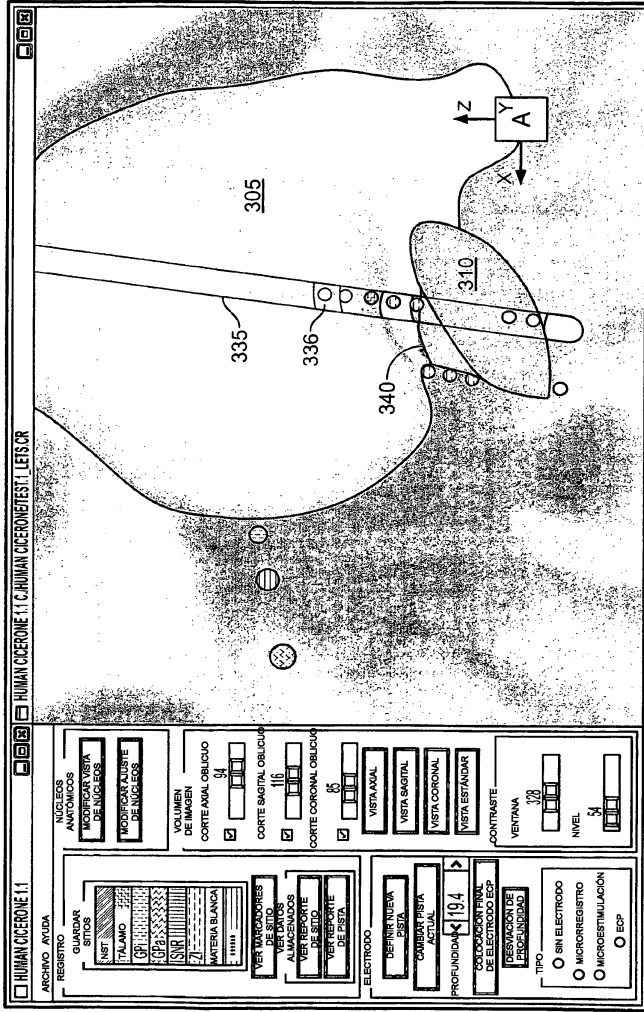 HUMAN CICERONE 1.1
ARCHIVO AYUDA
REGISTRO
GUARDAR
SITIOS
NST
TÁLAMO
GPi
GPa
SNR
ZI
MATERIA BLANCA
VER MARCADORES
DE SITIO
VER DATOS
ALMACENADOS
VER REPORTE
DE SITIO
VER REPORTE
DE PISTA
ELECTRODO
DEFINIR NUEVA
PISTA
CAMBIAR PISTA
ACTUAL
PROFUNDIDAD < 19.4 >
COLOCACIÓN FINAL
DE ELECTRODO ECP
DESVIACIÓN DE
PROFUNDIDAD
TIPO
SIN ELECTRODO
MICRORREGISTRO
MICROESTIMULACIÓN
ECP
NÚCLEOS
ANATÓMICOS
MODIFICAR VISTA
DE NÚCLEOS
MODIFICAR AJUSTE
DE NÚCLEOS
VOLUMEN
DE IMAGEN
CORTE AXIAL OBLICUO
94
CORTE SAGITAL OBLICUO
116
CORTE CORONAL OBLICUO
85
VISTA AXIAL
VISTA SAGITAL
VISTA CORONAL
VISTA ESTÁNDAR
CONTRASTE
VENTANA
328
NIVEL
54
HUMAN CICERONE 1.1 C:/HUMAN CICERONE/TEST.1_LETS.CR
305
335
336
340
310
Z
X
Y
A